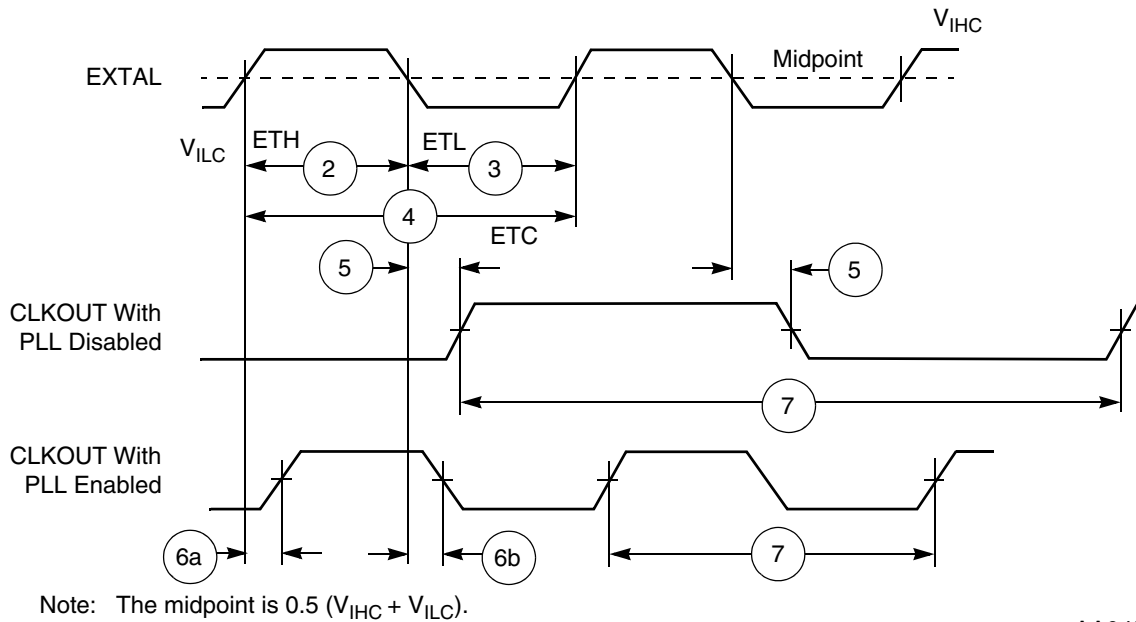 V_IHC
EXTAL
Midpoint
V_ILC
ETH
ETL
2
3
4
ETC
5
5
CLKOUT With
PLL Disabled
7
CLKOUT With
PLL Enabled
6a
6b
7
Note: The midpoint is 0.5 (V_IHC + V_ILC).